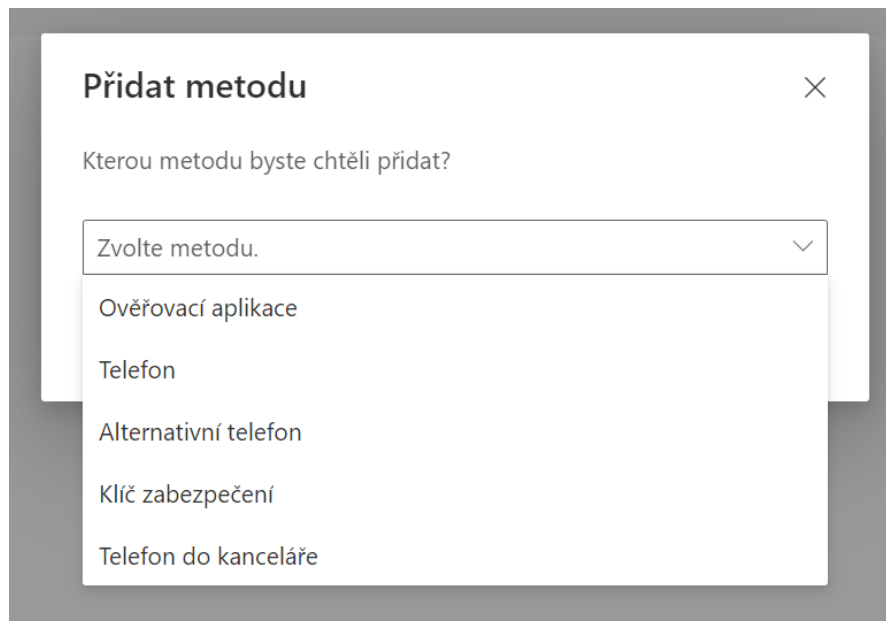 Přidat metodu
Kterou metodu byste chtěli přidat?
Zvolte metodu.
Ověřovací aplikace
Telefon
Alternativní telefon
Klíč zabezpečení
Telefon do kanceláře